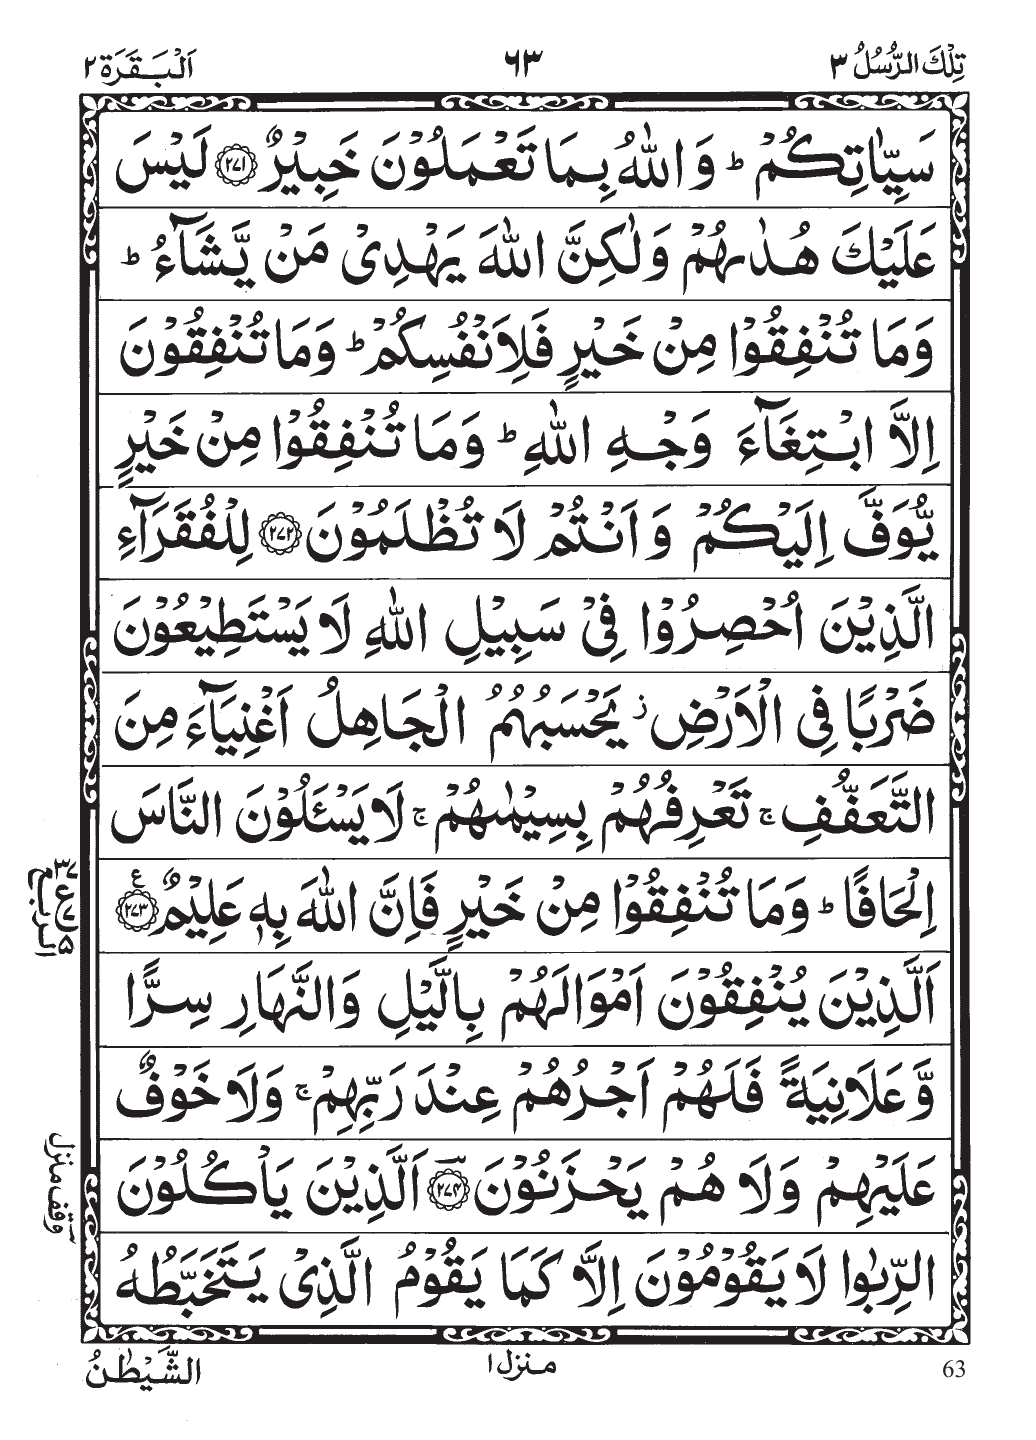 تِلْكَ الرُّسُلُ ٣
٦٣
اَلْبَقَرَة ٢
سَيِّاٰتِكُمْ ؕ وَ اللّٰهُ بِمَا تَعْمَلُوْنَ خَبِيْرٌ ﴿٢٧١﴾ لَيْسَ
عَلَيْكَ هُدٰىهُمْ وَلٰكِنَّ اللّٰهَ يَهْدِيْ مَنْ يَّشَآءُ ؕ
وَمَا تُنْفِقُوْا مِنْ خَيْرٍ فَلِاَنْفُسِكُمْ ؕ وَمَا تُنْفِقُوْنَ
اِلَّا ابْتِغَآءَ وَجْهِ اللّٰهِ ؕ وَمَا تُنْفِقُوْا مِنْ خَيْرٍ
يُّوَفَّ اِلَيْكُمْ وَ اَنْتُمْ لَا تُظْلَمُوْنَ ﴿٢٧٢﴾ لِلْفُقَرَآءِ
الَّذِيْنَ اُحْصِرُوْا فِيْ سَبِيْلِ اللّٰهِ لَا يَسْتَطِيْعُوْنَ
ضَرْبًا فِي الْاَرْضِ ز يَحْسَبُهُمُ الْجَاهِلُ اَغْنِيَآءَ مِنَ
التَّعَفُّفِ ۚ تَعْرِفُهُمْ بِسِيْمٰىهُمْ ۚ لَا يَسْـَٔلُوْنَ النَّاسَ
اِلْحَافًا ؕ وَمَا تُنْفِقُوْا مِنْ خَيْرٍ فَاِنَّ اللّٰهَ بِهٖ عَلِيْمٌ ﴿٢٧٣﴾ ع
٣٧
ع
٥
الربع
اَلَّذِيْنَ يُنْفِقُوْنَ اَمْوَالَهُمْ بِالَّيْلِ وَالنَّهَارِ سِرًّا
وَّعَلَانِيَةً فَلَهُمْ اَجْرُهُمْ عِنْدَ رَبِّهِمْ ۚ وَلَا خَوْفٌ
عَلَيْهِمْ وَلَا هُمْ يَحْزَنُوْنَ ﴿٢٧٤﴾ اَلَّذِيْنَ يَاْكُلُوْنَ
وقف منزل
الرِّبٰوا لَا يَقُوْمُوْنَ اِلَّا كَمَا يَقُوْمُ الَّذِيْ يَتَخَبَّطُهُ
الشَّيْطٰنُ
منزل ١
63